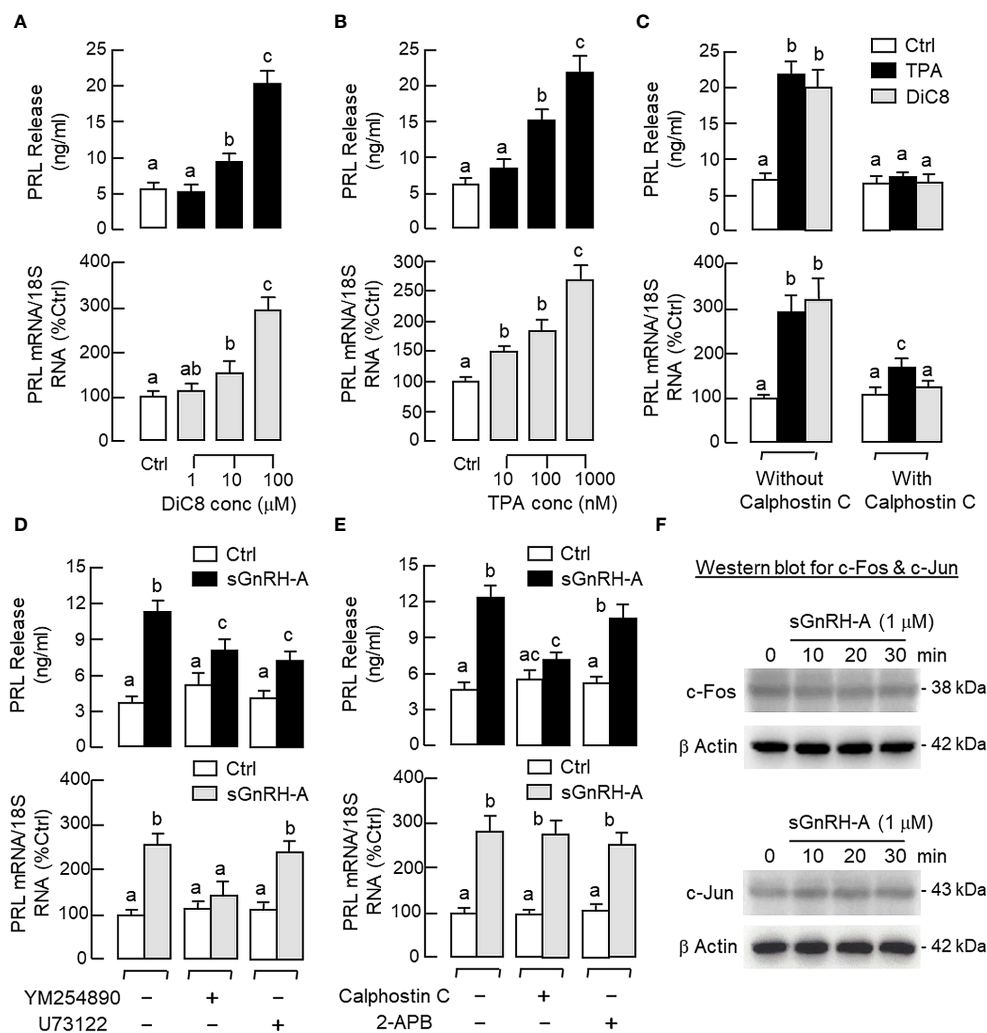 A
PRL Release
(ng/ml)
25
20
15
10
5
0
a
a
b
c
PRL mRNA/18S
RNA (%Ctrl)
400
300
200
100
0
a
ab
b
c
Ctrl
1 10 100
DiC8 conc (μM)
B
PRL Release
(ng/ml)
25
20
15
10
5
0
a
a
b
c
PRL mRNA/18S
RNA (%Ctrl)
300
250
200
150
100
50
0
a
b
b
c
Ctrl
10 100 1000
TPA conc (nM)
C
Ctrl
TPA
DiC8
PRL Release
(ng/ml)
25
20
15
10
5
0
a
b
b
a
a
a
PRL mRNA/18S
RNA (%Ctrl)
400
300
200
100
0
a
b
b
a
c
a
Without
Calphostin C
With
Calphostin C
D
Ctrl
sGnRH-A
PRL Release
(ng/ml)
15
12
9
6
3
0
a
b
a
c
a
c
Ctrl
sGnRH-A
PRL mRNA/18S
RNA (%Ctrl)
400
300
200
100
0
a
b
a
a
a
b
YM254890 – + –
U73122 – – +
E
Ctrl
sGnRH-A
PRL Release
(ng/ml)
15
12
9
6
3
0
a
b
ac
c
a
b
Ctrl
sGnRH-A
PRL mRNA/18S
RNA (%Ctrl)
400
300
200
100
0
a
b
a
b
a
b
Calphostin C – + –
2-APB – – +
F
Western blot for c-Fos & c-Jun
sGnRH-A (1 μM)
0 10 20 30 min
c-Fos - 38 kDa
β Actin - 42 kDa
sGnRH-A (1 μM)
0 10 20 30 min
c-Jun - 43 kDa
β Actin - 42 kDa